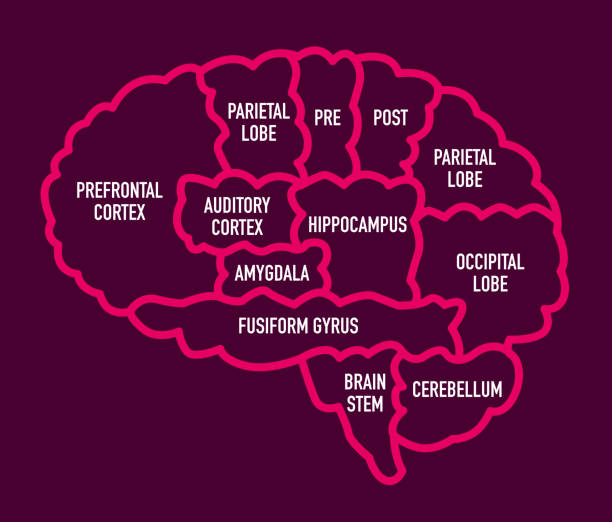 PARIETAL
LOBE
PRE
POST
PARIETAL
LOBE
PREFRONTAL
CORTEX
AUDITORY
CORTEX
HIPPOCAMPUS
AMYGDALA
OCCIPITAL
LOBE
FUSIFORM GYRUS
BRAIN
STEM
CEREBELLUM